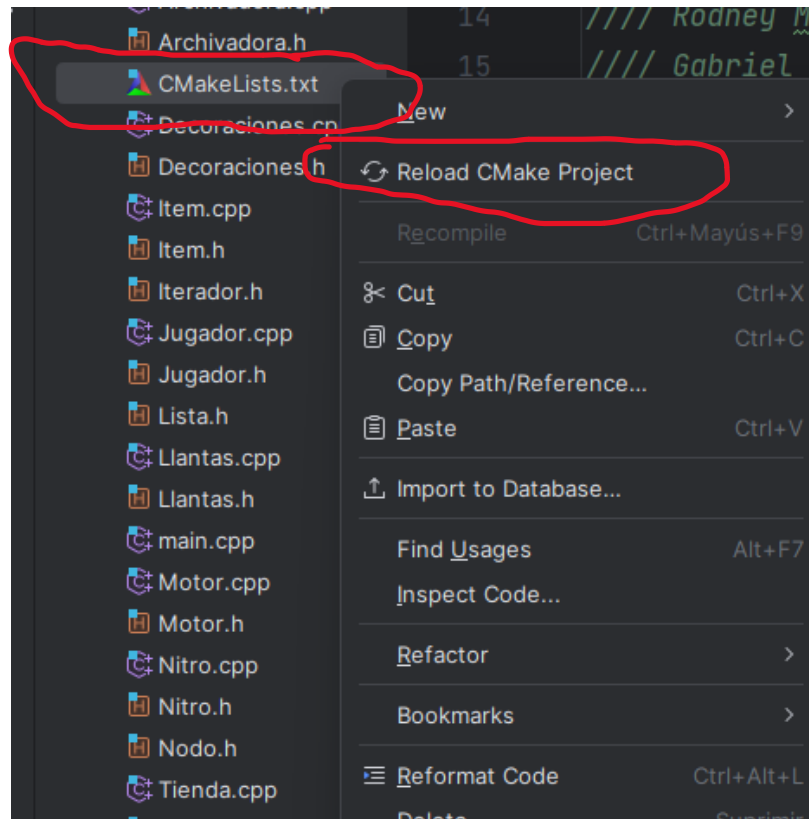 14 //// Rodney M
Archivadora.h
15 //// Gabriel
CMakeLists.txt
New
Decoraciones.cp
Decoraciones.h
Reload CMake Project
Item.cpp
Recompile Ctrl+Mayús+F9
Item.h
Iterador.h
Cut Ctrl+X
Jugador.cpp
Copy Ctrl+C
Jugador.h
Copy Path/Reference...
Lista.h
Paste Ctrl+V
Llantas.cpp
Llantas.h
Import to Database...
main.cpp
Find Usages Alt+F7
Motor.cpp
Inspect Code...
Motor.h
Nitro.cpp
Refactor
Nitro.h
Bookmarks
Nodo.h
Reformat Code Ctrl+Alt+L
Tienda.cpp